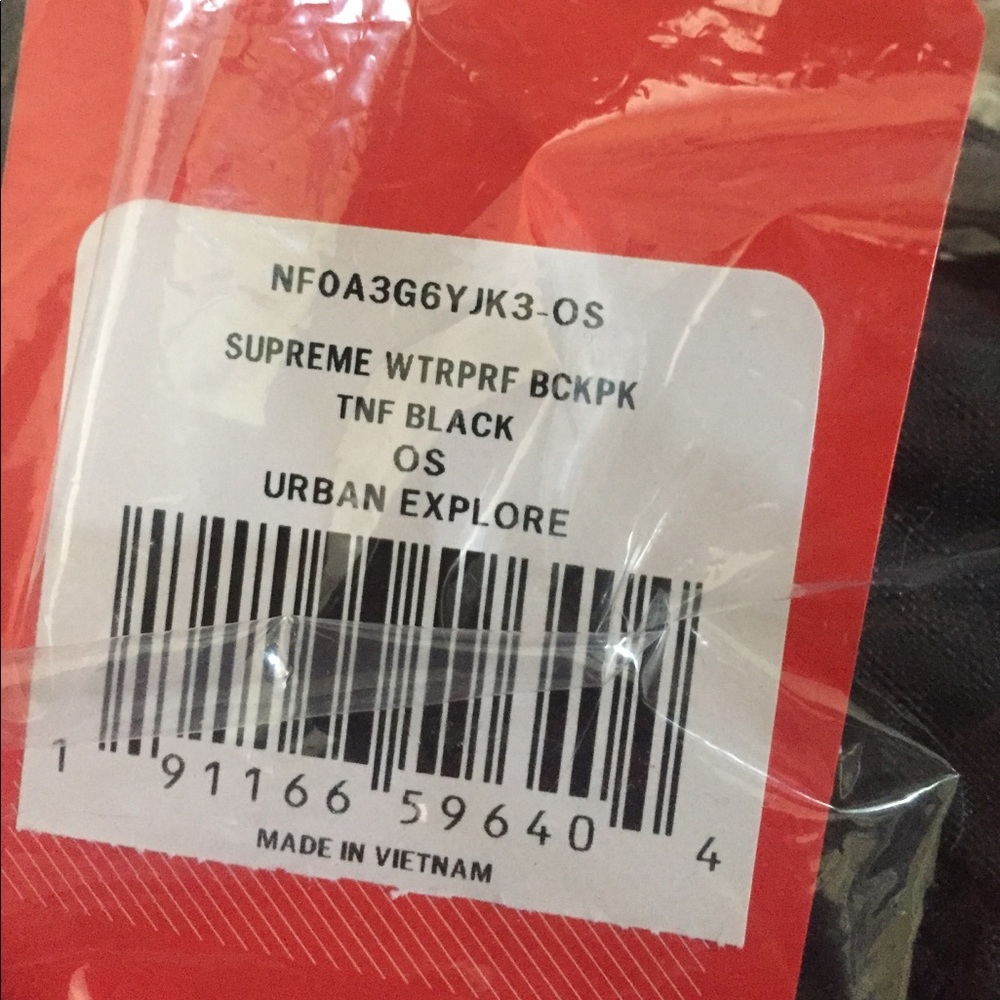 NF0A3G6YJK3-OS
SUPREME WTRPRF BCKPK
TNF BLACK
OS
URBAN EXPLORE
1 91166 59640 4
MADE IN VIETNAM